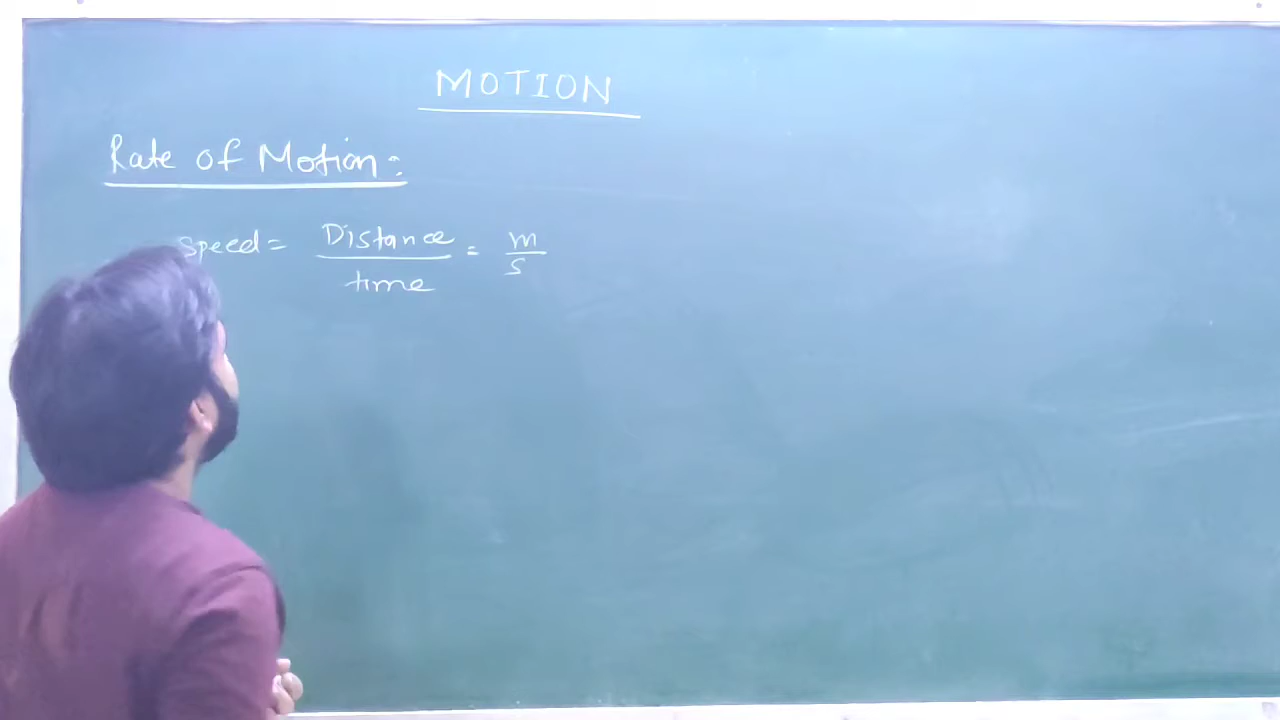 MOTION
Rate of Motion:
Speed = Distance/time = m/s